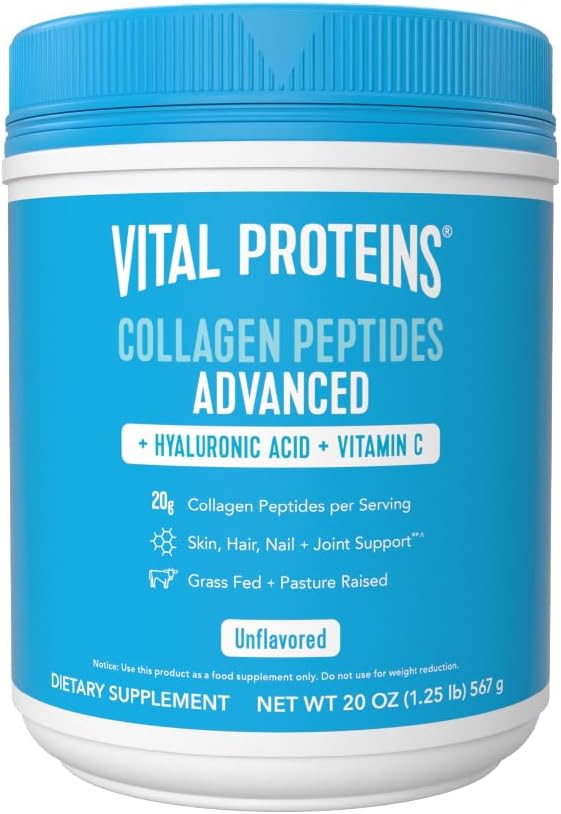 VITAL PROTEINS®
COLLAGEN PEPTIDES
ADVANCED
+ HYALURONIC ACID + VITAMIN C
20g Collagen Peptides per Serving
Skin, Hair, Nail + Joint Support**^
Grass Fed + Pasture Raised
Unflavored
Notice: Use this product as a food supplement only. Do not use for weight reduction.
DIETARY SUPPLEMENT NET WT 20 OZ (1.25 lb) 567 g